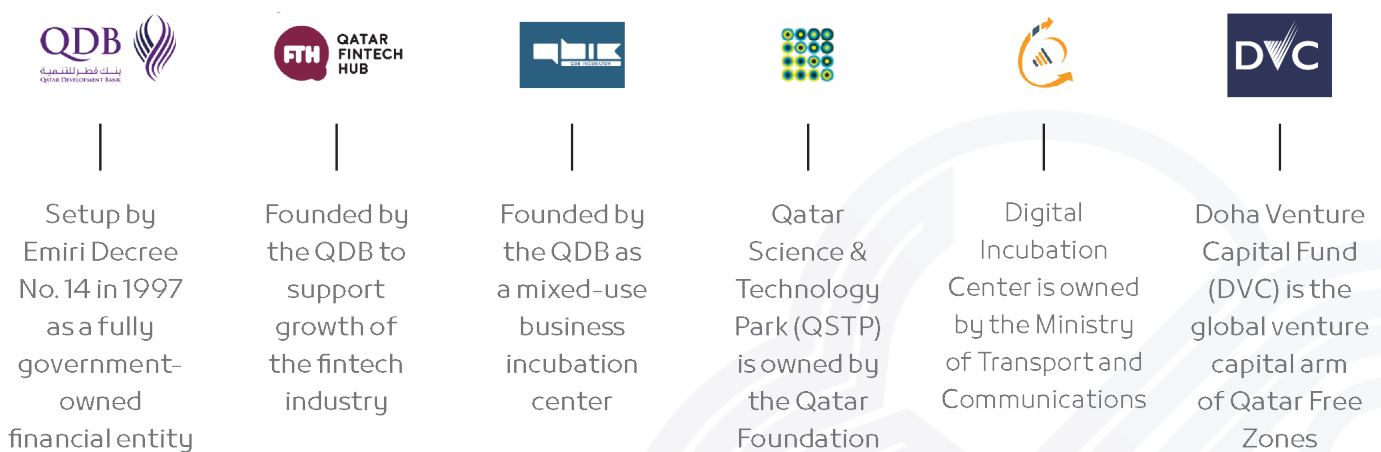 QDB
بنك قطر للتنمية
QATAR DEVELOPMENT BANK
FTH
QATAR
FINTECH
HUB
QDB INCUBATOR
DVC
Setup by
Emiri Decree
No. 14 in 1997
as a fully
government-
owned
financial entity
Founded by
the QDB to
support
growth of
the fintech
industry
Founded by
the QDB as
a mixed-use
business
incubation
center
Qatar
Science &
Technology
Park (QSTP)
is owned by
the Qatar
Foundation
Digital
Incubation
Center is owned
by the Ministry
of Transport and
Communications
Doha Venture
Capital Fund
(DVC) is the
global venture
capital arm
of Qatar Free
Zones